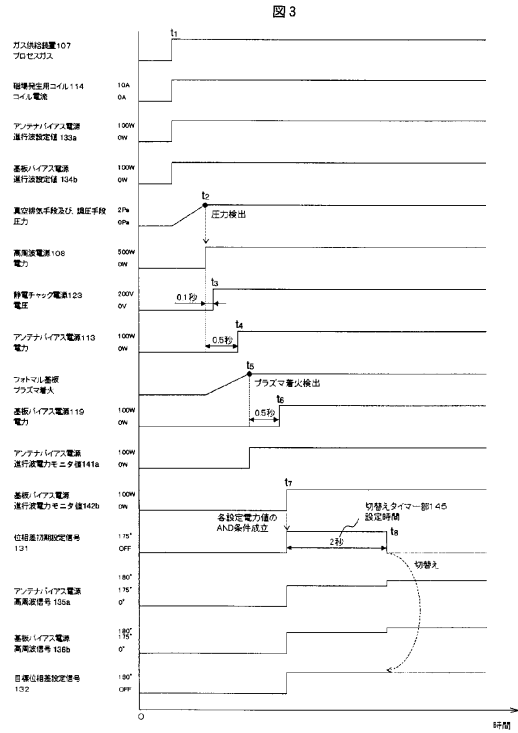 図3
t1
ガス供給装置107
プロセスガス
磁場発生用コイル114
コイル電流
10A
0A
アンテナバイアス電源
進行波設定値 133a
100W
0W
基板バイアス電源
進行波設定値 134b
100W
0W
t2
真空排気手段及び、調圧手段
圧力
2Pa
0Pa
圧力検出
高周波電源108
電力
500W
0W
t3
静電チャック電源123
電圧
200V
0V
0.1秒
t4
アンテナバイアス電源113
電力
100W
0W
0.5秒
t5
フォトマル基板
プラズマ着火
プラズマ着火検出
t6
基板バイアス電源119
電力
100W
0W
0.5秒
アンテナバイアス電源
進行波電力モニタ値141a
100W
0W
t7
基板バイアス電源
進行波電力モニタ値142b
100W
0W
各設定電力値の
AND条件成立
切替えタイマー部145
設定時間
t8
位相差初期設定信号
131
175°
OFF
2秒
切替え
アンテナバイアス電源
高周波信号 135a
180°
175°
0°
基板バイアス電源
高周波信号 136b
180°
175°
0°
目標位相差設定信号
132
180°
OFF
0
時間